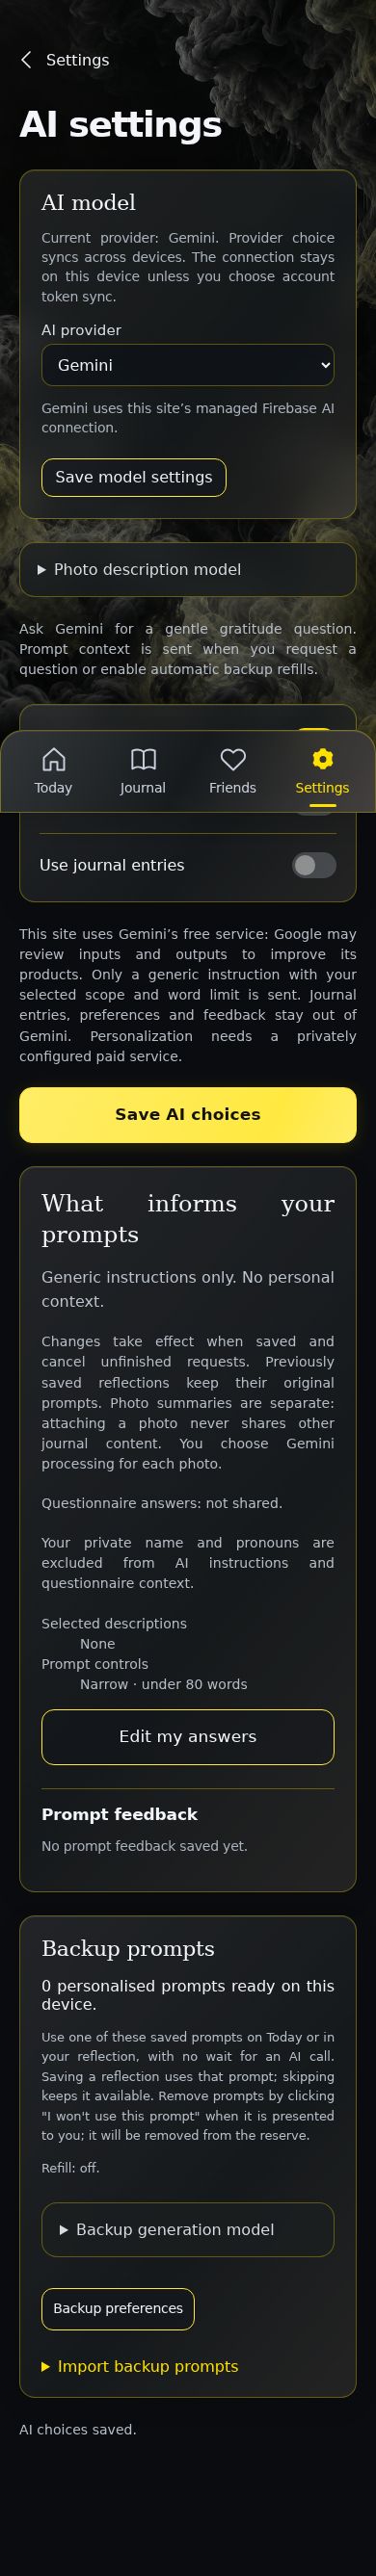 Settings
AI settings
AI model
Current provider: Gemini. Provider choice
syncs across devices. The connection stays
on this device unless you choose account
token sync.
AI provider
Gemini
Gemini uses this site’s managed Firebase AI
connection.
Save model settings
Photo description model
Ask Gemini for a gentle gratitude question.
Prompt context is sent when you request a
question or enable automatic backup refills.
Today
Journal
Friends
Settings
Use journal entries
This site uses Gemini’s free service: Google may
review inputs and outputs to improve its
products. Only a generic instruction with your
selected scope and word limit is sent. Journal
entries, preferences and feedback stay out of
Gemini. Personalization needs a privately
configured paid service.
Save AI choices
What informs your
prompts
Generic instructions only. No personal
context.
Changes take effect when saved and
cancel unfinished requests. Previously
saved reflections keep their original
prompts. Photo summaries are separate:
attaching a photo never shares other
journal content. You choose Gemini
processing for each photo.
Questionnaire answers: not shared.
Your private name and pronouns are
excluded from AI instructions and
questionnaire context.
Selected descriptions
None
Prompt controls
Narrow · under 80 words
Edit my answers
Prompt feedback
No prompt feedback saved yet.
Backup prompts
0 personalised prompts ready on this
device.
Use one of these saved prompts on Today or in
your reflection, with no wait for an AI call.
Saving a reflection uses that prompt; skipping
keeps it available. Remove prompts by clicking
"I won't use this prompt" when it is presented
to you; it will be removed from the reserve.
Refill: off.
Backup generation model
Backup preferences
Import backup prompts
AI choices saved.